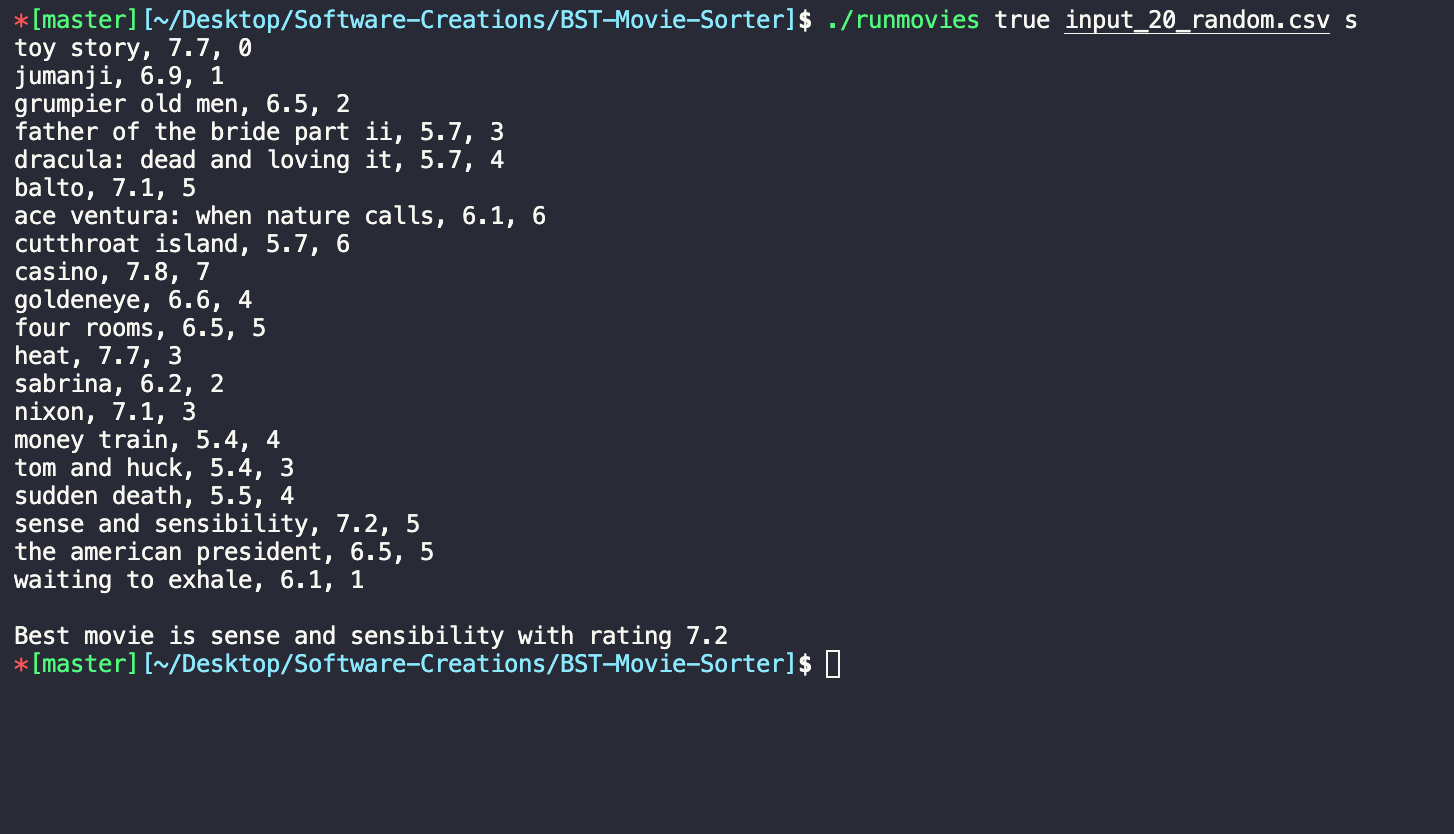 *[master][~/Desktop/Software-Creations/BST-Movie-Sorter]$ ./runmovies true input_20_random.csv s
toy story, 7.7, 0
jumanji, 6.9, 1
grumpier old men, 6.5, 2
father of the bride part ii, 5.7, 3
dracula: dead and loving it, 5.7, 4
balto, 7.1, 5
ace ventura: when nature calls, 6.1, 6
cutthroat island, 5.7, 6
casino, 7.8, 7
goldeneye, 6.6, 4
four rooms, 6.5, 5
heat, 7.7, 3
sabrina, 6.2, 2
nixon, 7.1, 3
money train, 5.4, 4
tom and huck, 5.4, 3
sudden death, 5.5, 4
sense and sensibility, 7.2, 5
the american president, 6.5, 5
waiting to exhale, 6.1, 1

Best movie is sense and sensibility with rating 7.2
*[master][~/Desktop/Software-Creations/BST-Movie-Sorter]$